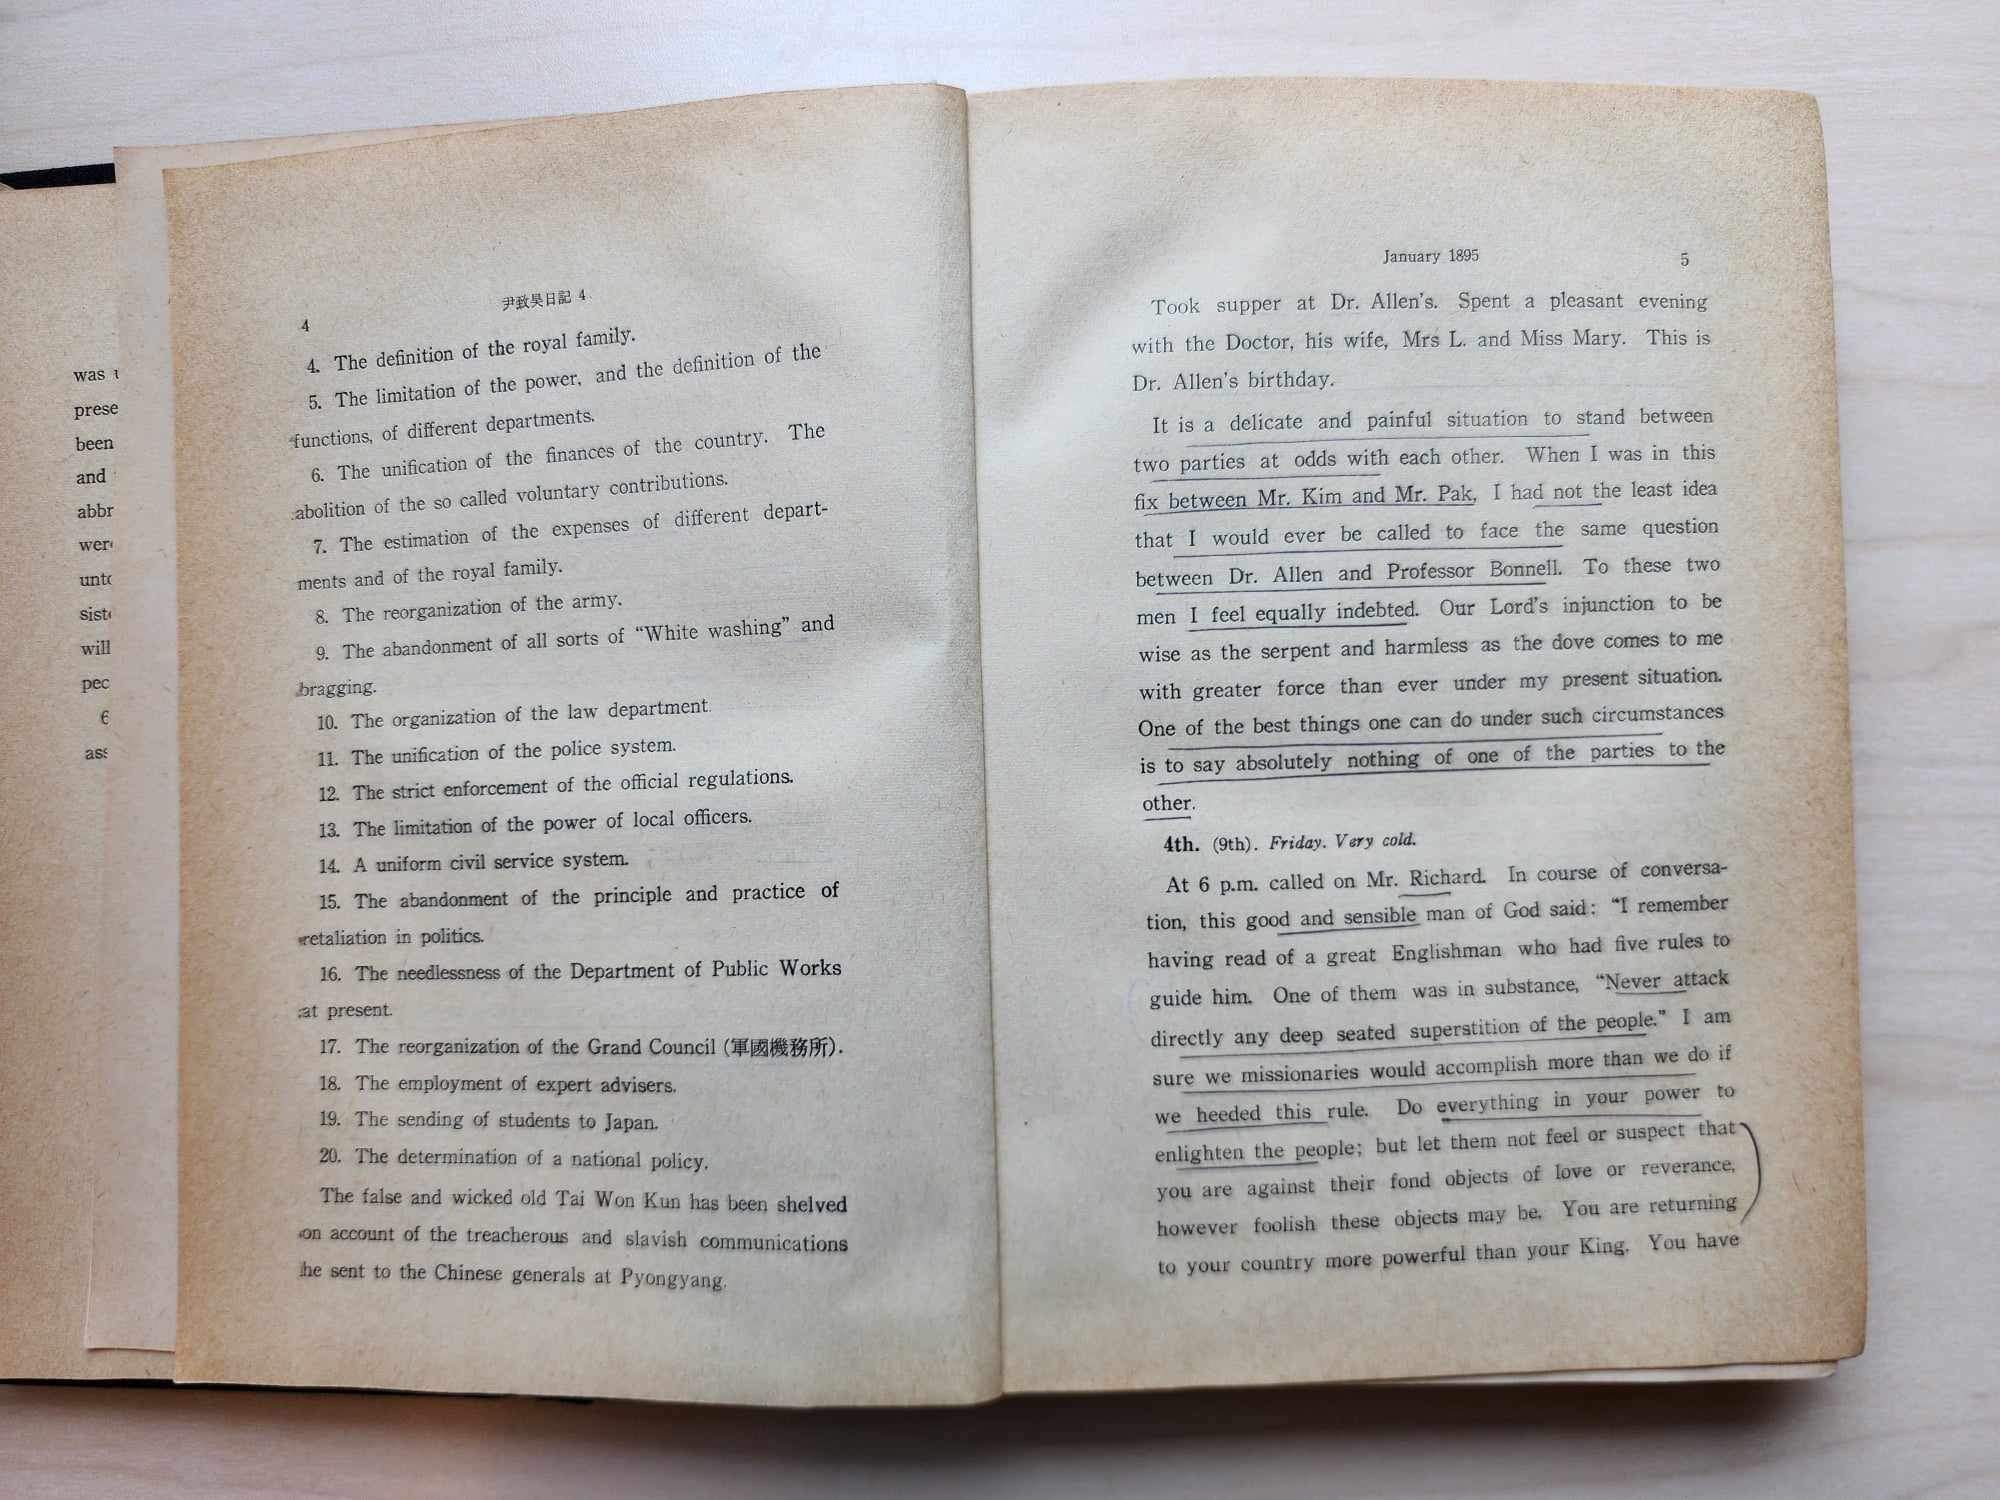 was
prese
been
and
abbr
were
unto
siste
will
pec
6
ass
4
尹致昊日記 4
4. The definition of the royal family.
5. The limitation of the power, and the definition of the
functions, of different departments.
6. The unification of the finances of the country. The
abolition of the so called voluntary contributions.
7. The estimation of the expenses of different depart-
ments and of the royal family.
8. The reorganization of the army.
9. The abandonment of all sorts of “White washing” and
bragging.
10. The organization of the law department.
11. The unification of the police system.
12. The strict enforcement of the official regulations.
13. The limitation of the power of local officers.
14. A uniform civil service system.
15. The abandonment of the principle and practice of
retaliation in politics.
16. The needlessness of the Department of Public Works
at present.
17. The reorganization of the Grand Council (軍國機務所).
18. The employment of expert advisers.
19. The sending of students to Japan.
20. The determination of a national policy.
The false and wicked old Tai Won Kun has been shelved
on account of the treacherous and slavish communications
he sent to the Chinese generals at Pyongyang.
January 1895
5
Took supper at Dr. Allen's. Spent a pleasant evening
with the Doctor, his wife, Mrs L. and Miss Mary. This is
Dr. Allen's birthday.
It is a delicate and painful situation to stand between
two parties at odds with each other. When I was in this
fix between Mr. Kim and Mr. Pak, I had not the least idea
that I would ever be called to face the same question
between Dr. Allen and Professor Bonnell. To these two
men I feel equally indebted. Our Lord's injunction to be
wise as the serpent and harmless as the dove comes to me
with greater force than ever under my present situation.
One of the best things one can do under such circumstances
is to say absolutely nothing of one of the parties to the
other.
4th. (9th). Friday. Very cold.
At 6 p.m. called on Mr. Richard. In course of conversa-
tion, this good and sensible man of God said: “I remember
having read of a great Englishman who had five rules to
guide him. One of them was in substance, “Never attack
directly any deep seated superstition of the people.” I am
sure we missionaries would accomplish more than we do if
we heeded this rule. Do everything in your power to
enlighten the people; but let them not feel or suspect that
you are against their fond objects of love or reverance,
however foolish these objects may be. You are returning
to your country more powerful than your King. You have